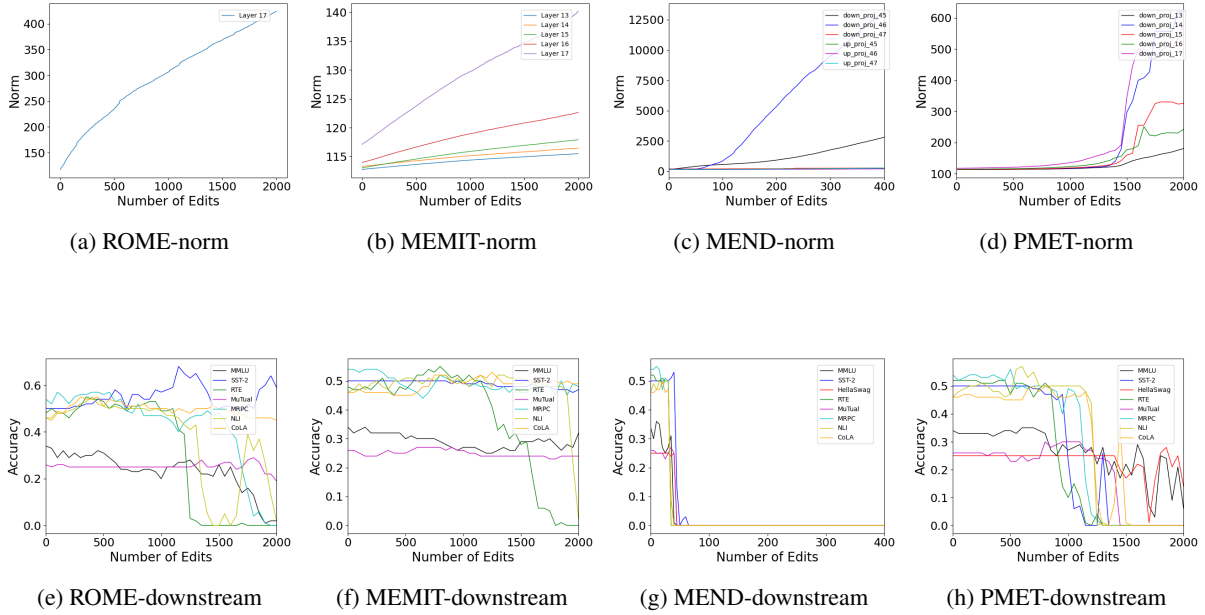 Norm
400
350
300
250
200
150
0
500
1000
1500
2000
Number of Edits
Layer 17
(a) ROME-norm
Norm
140
135
130
125
120
115
0
500
1000
1500
2000
Number of Edits
Layer 13
Layer 14
Layer 15
Layer 16
Layer 17
(b) MEMIT-norm
Norm
12500
10000
7500
5000
2500
0
0
100
200
300
400
Number of Edits
down_proj_45
down_proj_46
down_proj_47
up_proj_45
up_proj_46
up_proj_47
(c) MEND-norm
Norm
600
500
400
300
200
100
0
500
1000
1500
2000
Number of Edits
down_proj_13
down_proj_14
down_proj_15
down_proj_16
down_proj_17
(d) PMET-norm
Accuracy
0.6
0.4
0.2
0.0
0
500
1000
1500
2000
Number of Edits
MMLU
SST-2
RTE
MuTual
MRPC
NLI
CoLA
(e) ROME-downstream
Accuracy
0.5
0.4
0.3
0.2
0.1
0.0
0
500
1000
1500
2000
Number of Edits
MMLU
SST-2
RTE
MuTual
MRPC
NLI
CoLA
(f) MEMIT-downstream
Accuracy
0.5
0.4
0.3
0.2
0.1
0.0
0
100
200
300
400
Number of Edits
MMLU
SST-2
HellaSwag
RTE
MuTual
MRPC
NLI
CoLA
(g) MEND-downstream
Accuracy
0.5
0.4
0.3
0.2
0.1
0.0
0
500
1000
1500
2000
Number of Edits
MMLU
SST-2
HellaSwag
RTE
MuTual
MRPC
NLI
CoLA
(h) PMET-downstream